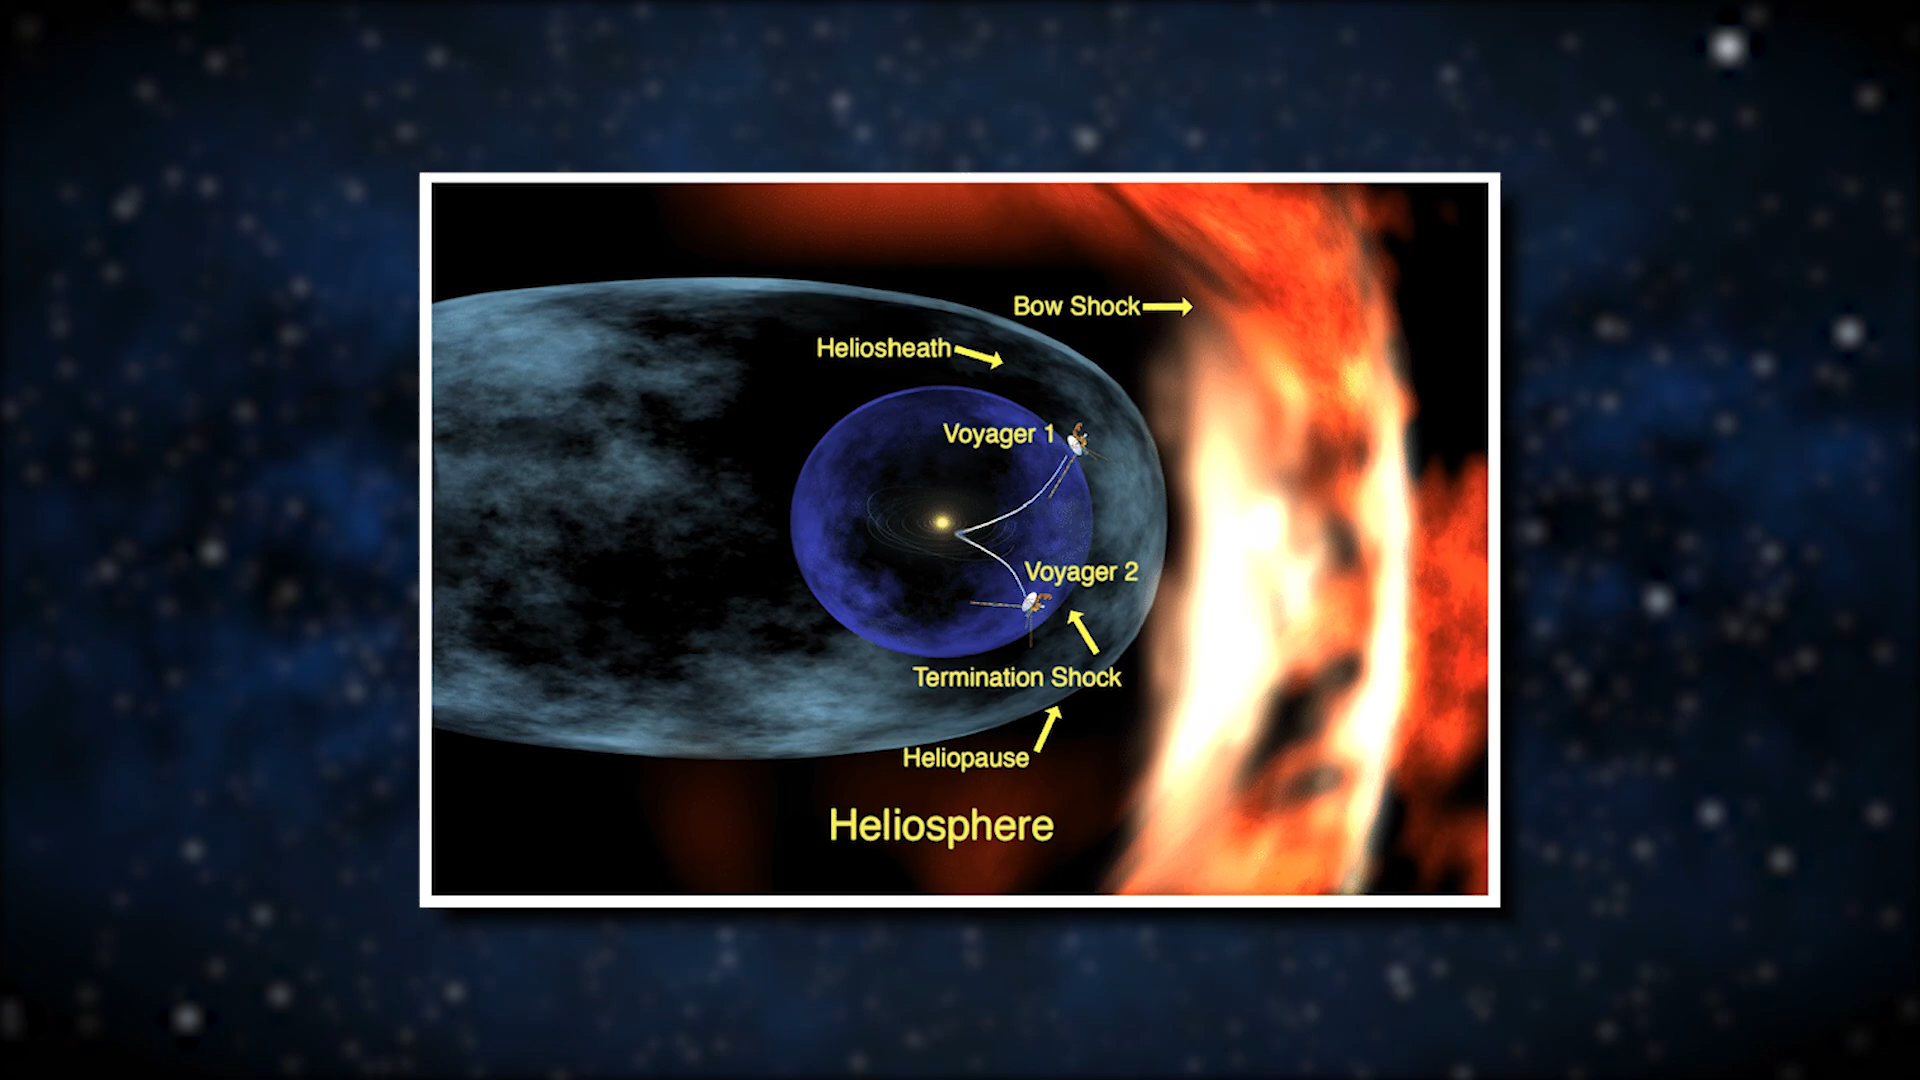 Bow Shock
Heliosheath
Voyager 1
Voyager 2
Termination Shock
Heliopause
Heliosphere